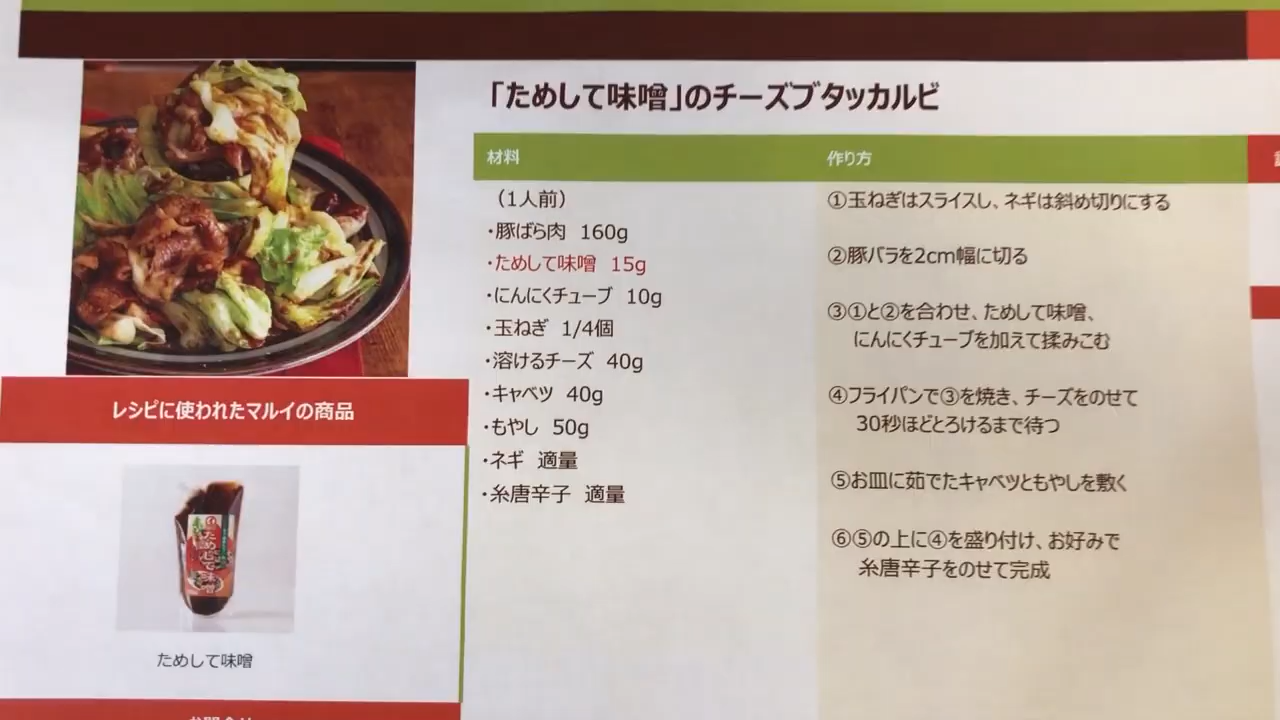 「ためして味噌」のチーズブタッカルビ
材料
(1人前)
・豚ばら肉 160g
・ためして味噌 15g
・にんにくチューブ 10g
・玉ねぎ 1/4個
・溶けるチーズ 40g
・キャベツ 40g
・もやし 50g
・ネギ 適量
・糸唐辛子 適量
作り方
①玉ねぎはスライスし、ネギは斜め切りにする
②豚バラを2cm幅に切る
③①と②を合わせ、ためして味噌、
にんにくチューブを加えて揉みこむ
④フライパンで③を焼き、チーズをのせて
30秒ほどとろけるまで待つ
⑤お皿に茹でたキャベツともやしを敷く
⑥⑤の上に④を盛り付け、お好みで
糸唐辛子をのせて完成
レシピに使われたマルイの商品
ためして味噌
ためして味噌